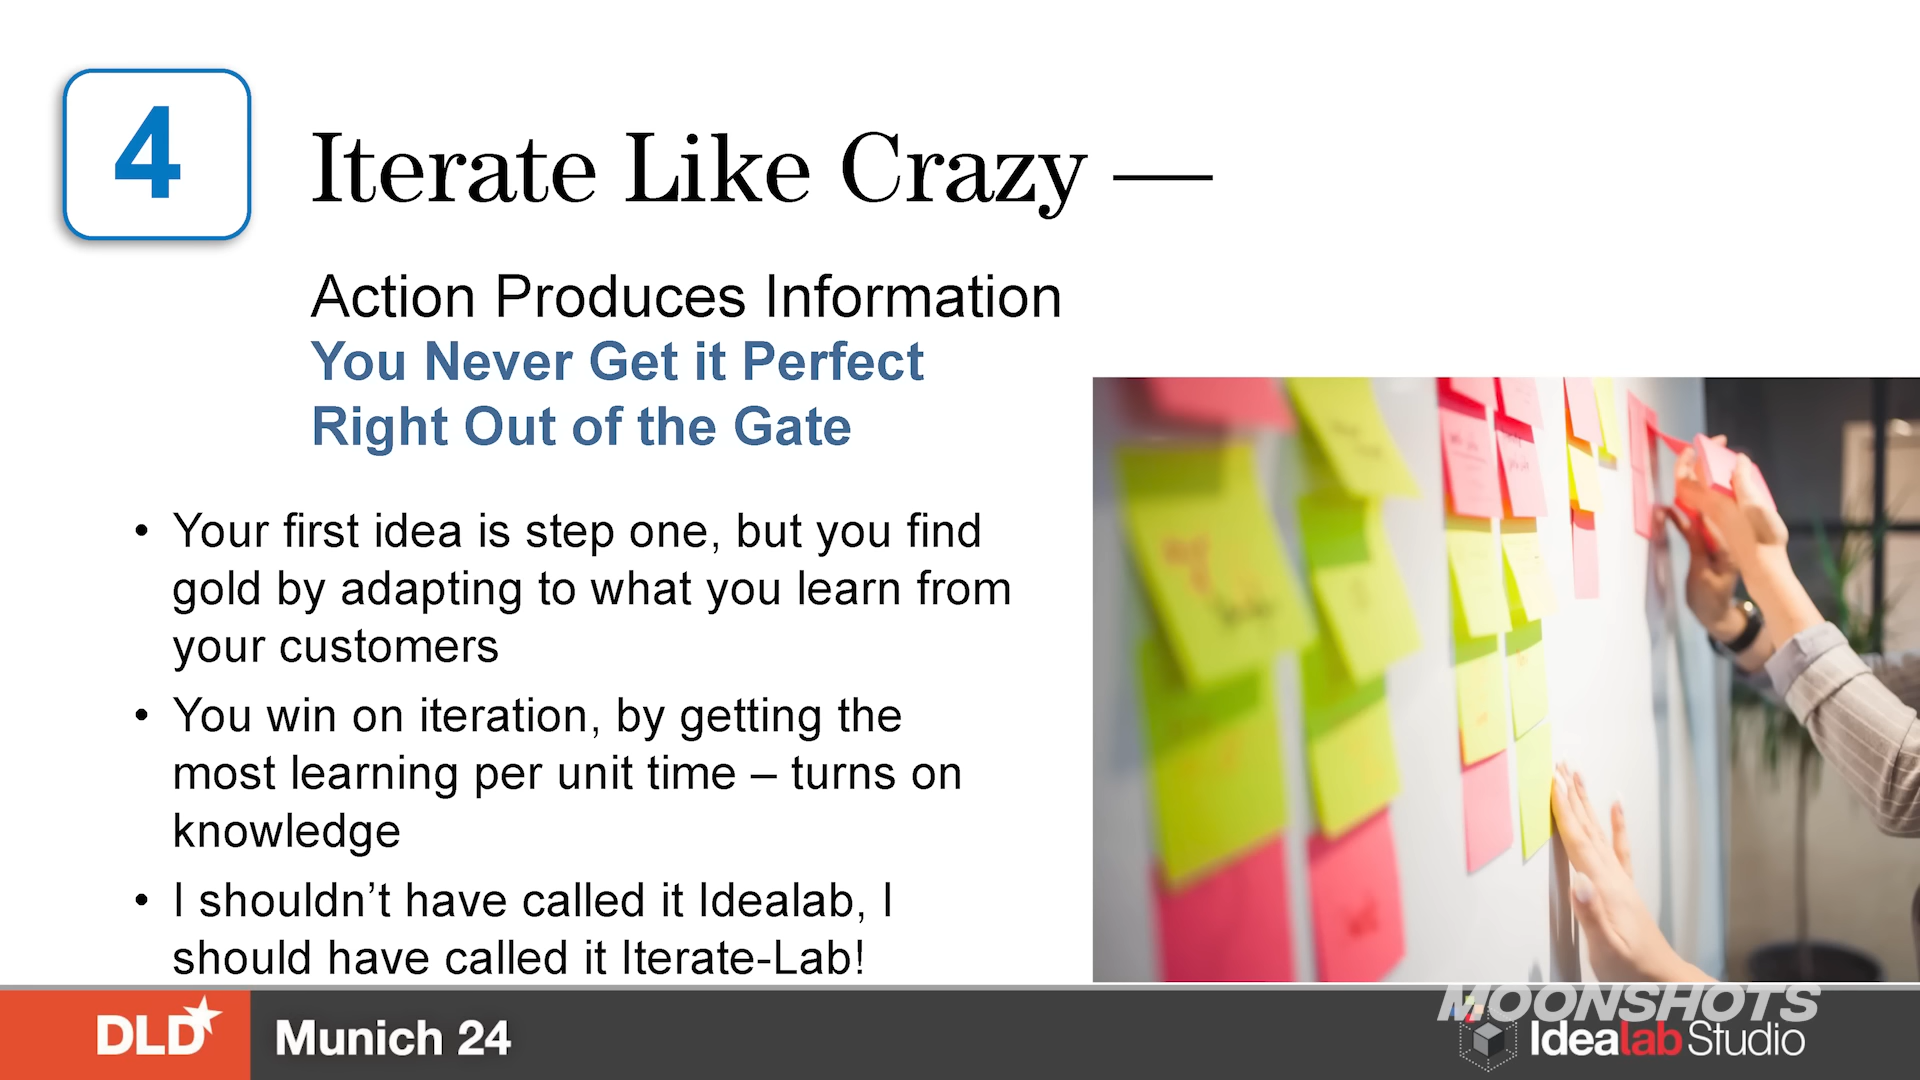 4
Iterate Like Crazy —
Action Produces Information
You Never Get it Perfect
Right Out of the Gate
• Your first idea is step one, but you find
gold by adapting to what you learn from
your customers
• You win on iteration, by getting the
most learning per unit time – turns on
knowledge
• I shouldn’t have called it Idealab, I
should have called it Iterate-Lab!
DLD
Munich 24
MOONSHOTS
Idealab Studio